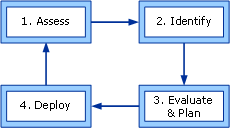 1. Assess
2. Identify
3. Evaluate
& Plan
4. Deploy